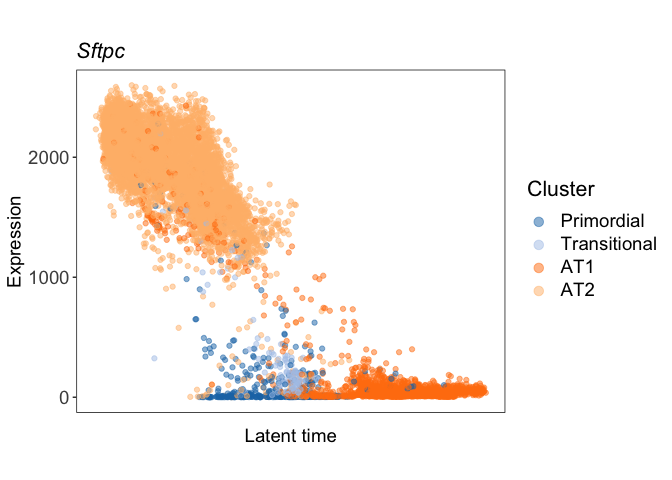 Sftpc
Expression
2000
1000
0
Latent time
Cluster
Primordial
Transitional
AT1
AT2